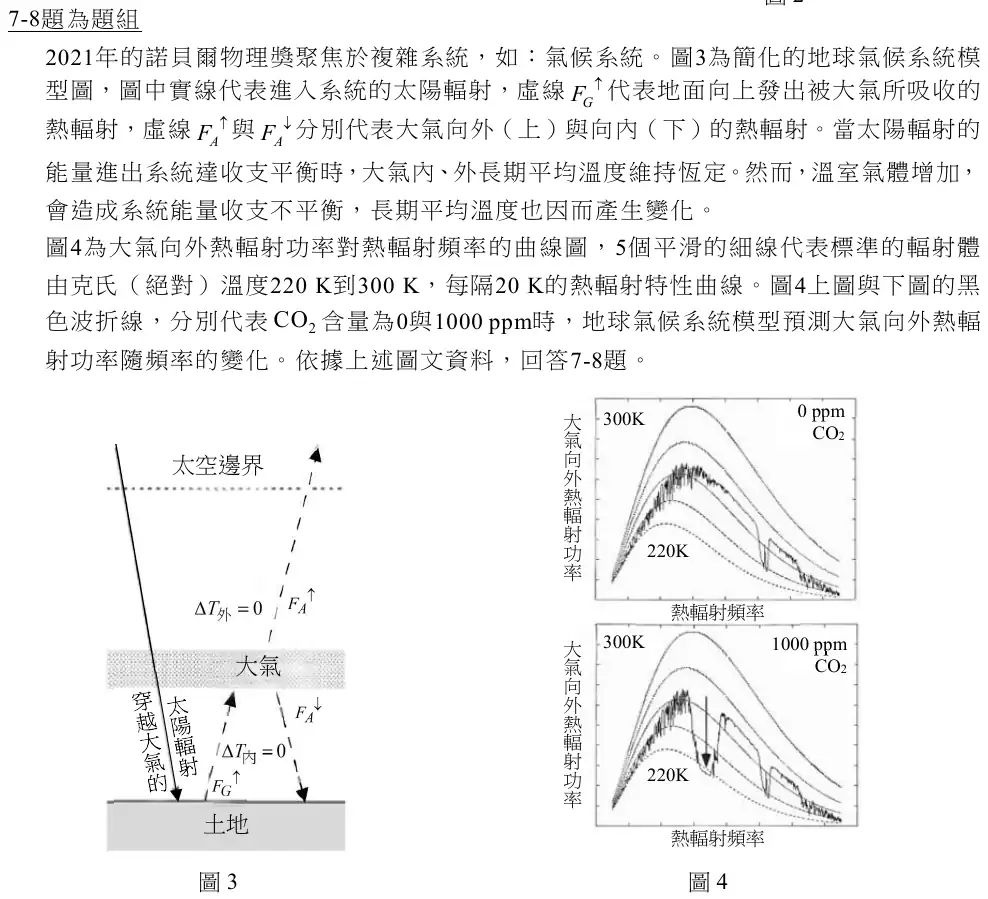 圖 2
7-8題為題組
2021年的諾貝爾物理獎聚焦於複雜系統，如：氣候系統。圖3為簡化的地球氣候系統模
型圖，圖中實線代表進入系統的太陽輻射，虛線 F_G↑ 代表地面向上發出被大氣所吸收的
熱輻射，虛線 F_A↑ 與 F_A↓ 分別代表大氣向外（上）與向內（下）的熱輻射。當太陽輻射的
能量進出系統達收支平衡時，大氣內、外長期平均溫度維持恆定。然而，溫室氣體增加，
會造成系統能量收支不平衡，長期平均溫度也因而產生變化。
圖4為大氣向外熱輻射功率對熱輻射頻率的曲線圖，5個平滑的細線代表標準的輻射體
由克氏（絕對）溫度220 K到300 K，每隔20 K的熱輻射特性曲線。圖4上圖與下圖的黑
色波折線，分別代表 CO₂ 含量為0與1000 ppm時，地球氣候系統模型預測大氣向外熱輻
射功率隨頻率的變化。依據上述圖文資料，回答7-8題。
太空邊界
ΔT外 = 0
F_A↑
大氣
穿越大氣的
太陽輻射
F_A↓
ΔT內 = 0
F_G↑
土地
圖 3
大氣向外熱輻射功率
300K
0 ppm
CO₂
220K
熱輻射頻率
大氣向外熱輻射功率
300K
1000 ppm
CO₂
220K
熱輻射頻率
圖 4